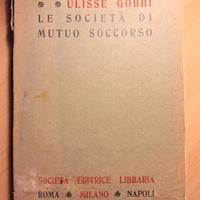 ULISSE GOBBI
LE SOCIETÀ DI
MUTUO SOCCORSO
SOCIETÀ EDITRICE LIBRARIA
ROMA MILANO NAPOLI